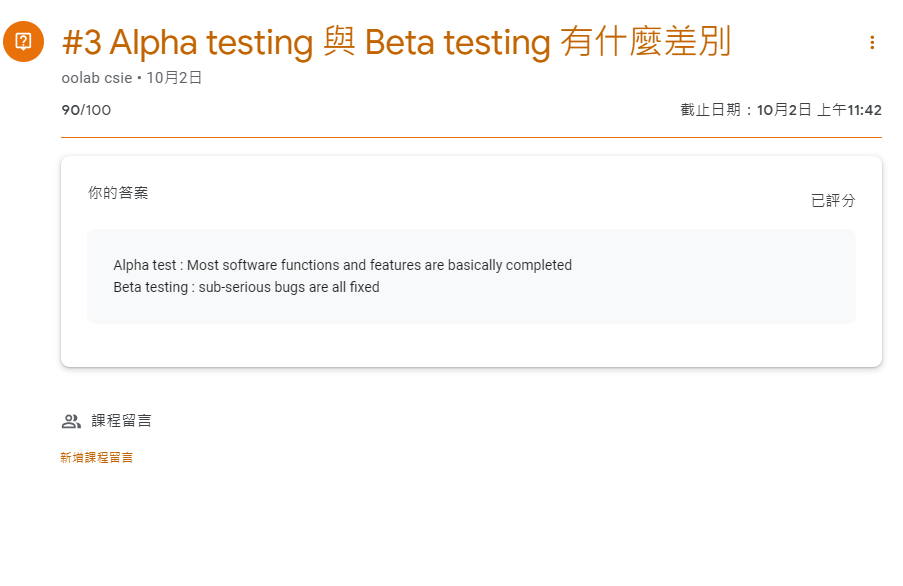 #3 Alpha testing 與 Beta testing 有什麼差別
oolab csie • 10月2日
90/100
截止日期：10月2日 上午11:42
你的答案
已評分
Alpha test : Most software functions and features are basically completed
Beta testing : sub-serious bugs are all fixed
課程留言
新增課程留言